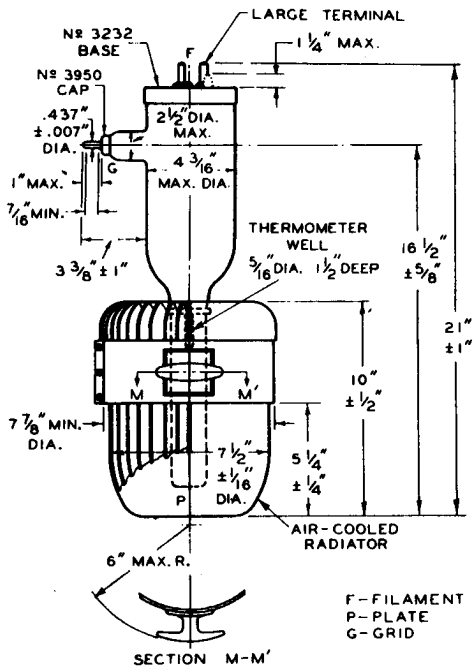 LARGE TERMINAL
Nº 3232
BASE
F
1 1/4" MAX.
Nº 3950
CAP
.437"
± .007"
DIA.
2 1/2" DIA.
MAX.
G
4 3/16"
MAX. DIA.
1" MAX.
7/16" MIN.
3 3/8" ± 1"
THERMOMETER
WELL
5/16" DIA. 1 1/2" DEEP
16 1/2"
± 5/8"
21"
± 1"
10"
± 1/2"
M M'
7 7/8" MIN.
DIA.
7 1/2"
± 1/16"
DIA.
5 1/4"
± 1/4"
P
AIR-COOLED
RADIATOR
6" MAX. R.
F-FILAMENT
P-PLATE
G-GRID
SECTION M-M'